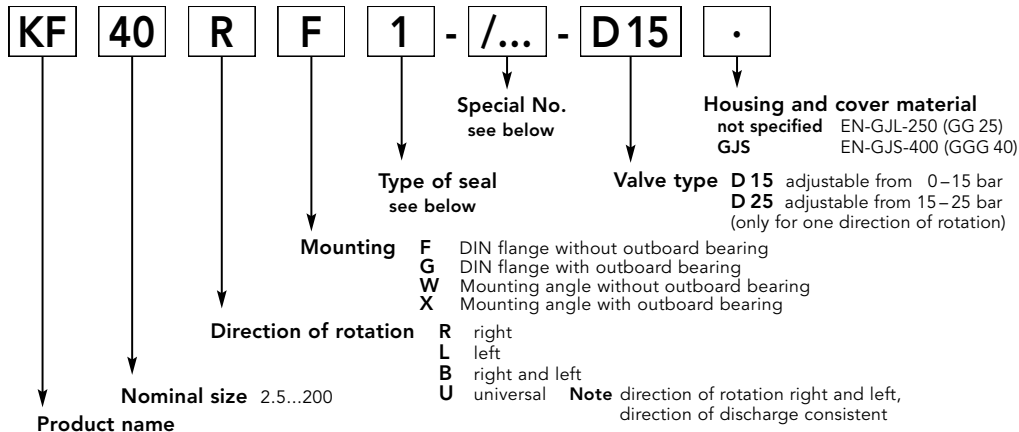 KF 40 R F 1 - /... - D 15 ·
Special No.
see below
Housing and cover material
not specified EN-GJL-250 (GG 25)
GJS EN-GJS-400 (GGG 40)
Type of seal
see below
Valve type D 15 adjustable from 0–15 bar
D 25 adjustable from 15–25 bar
(only for one direction of rotation)
Mounting F DIN flange without outboard bearing
G DIN flange with outboard bearing
W Mounting angle without outboard bearing
X Mounting angle with outboard bearing
Direction of rotation R right
L left
B right and left
U universal Note direction of rotation right and left,
direction of discharge consistent
Nominal size 2.5...200
Product name